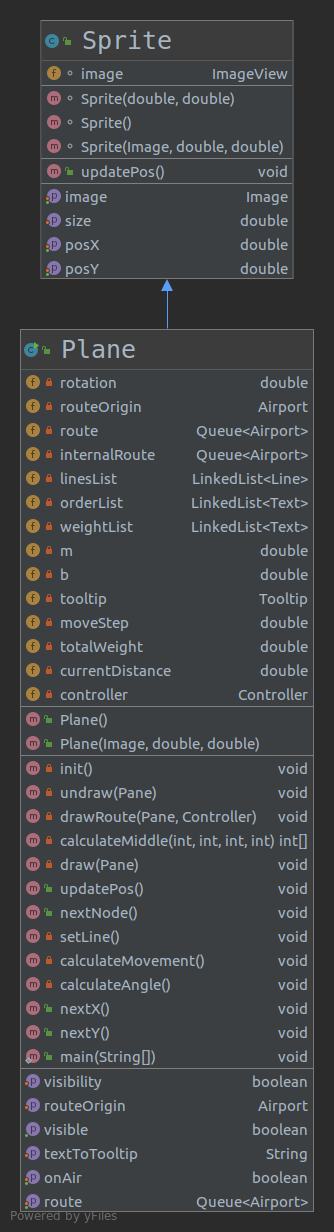 Sprite
image ImageView
Sprite(double, double)
Sprite()
Sprite(Image, double, double)
updatePos() void
image Image
size double
posX double
posY double
Plane
rotation double
routeOrigin Airport
route Queue<Airport>
internalRoute Queue<Airport>
linesList LinkedList<Line>
orderList LinkedList<Text>
weightList LinkedList<Text>
m double
b double
tooltip Tooltip
moveStep double
totalWeight double
currentDistance double
controller Controller
Plane()
Plane(Image, double, double)
init() void
undraw(Pane) void
drawRoute(Pane, Controller) void
calculateMiddle(int, int, int, int) int[]
draw(Pane) void
updatePos() void
nextNode() void
setLine() void
calculateMovement() void
calculateAngle() void
nextX() void
nextY() void
main(String[]) void
visibility boolean
routeOrigin Airport
visible boolean
textToTooltip String
onAir boolean
route Queue<Airport>
Powered by yFiles